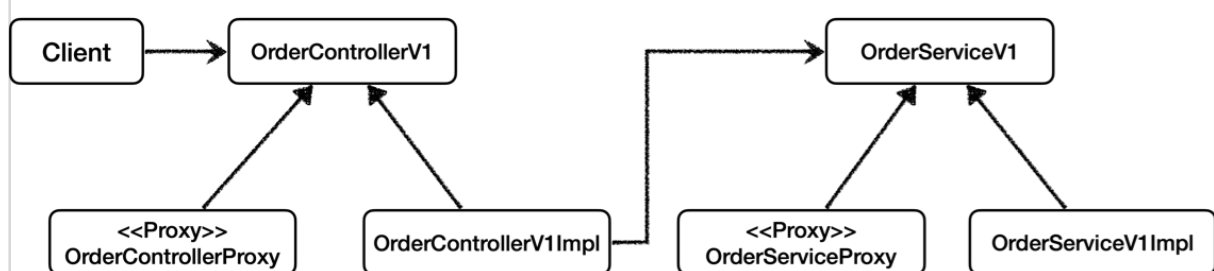 Client
OrderControllerV1
OrderServiceV1
<<Proxy>>
OrderControllerProxy
OrderControllerV1Impl
<<Proxy>>
OrderServiceProxy
OrderServiceV1Impl